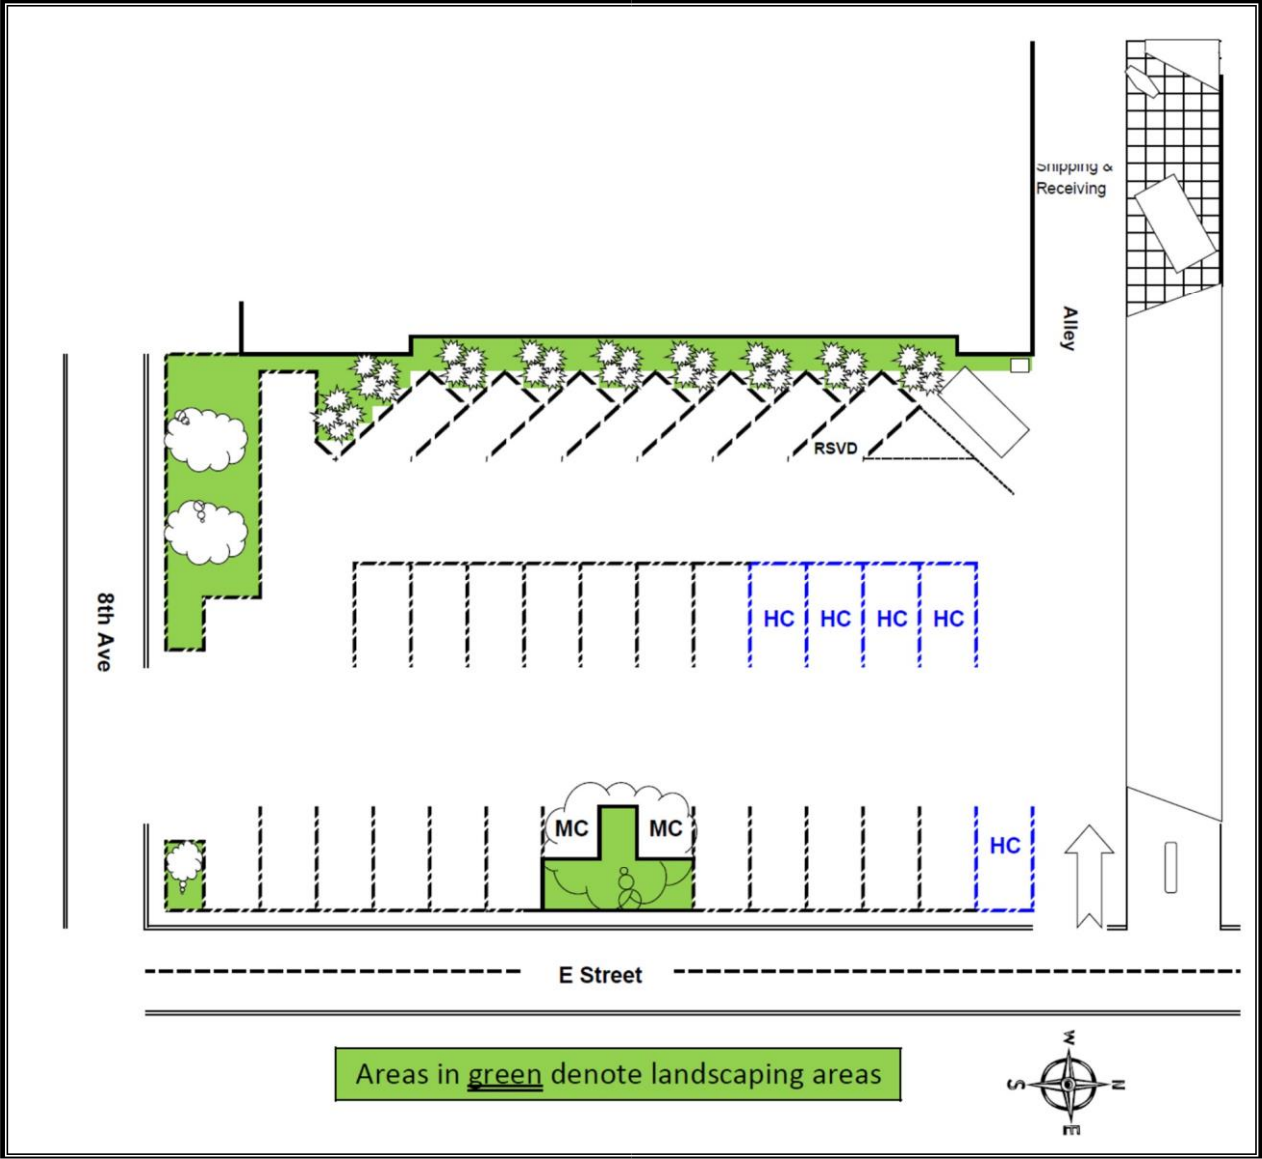 Shipping &
Receiving
Alley
RSVD
8th Ave
HC HC HC HC
MC MC
HC
E Street
Areas in green denote landscaping areas
W
S N
E